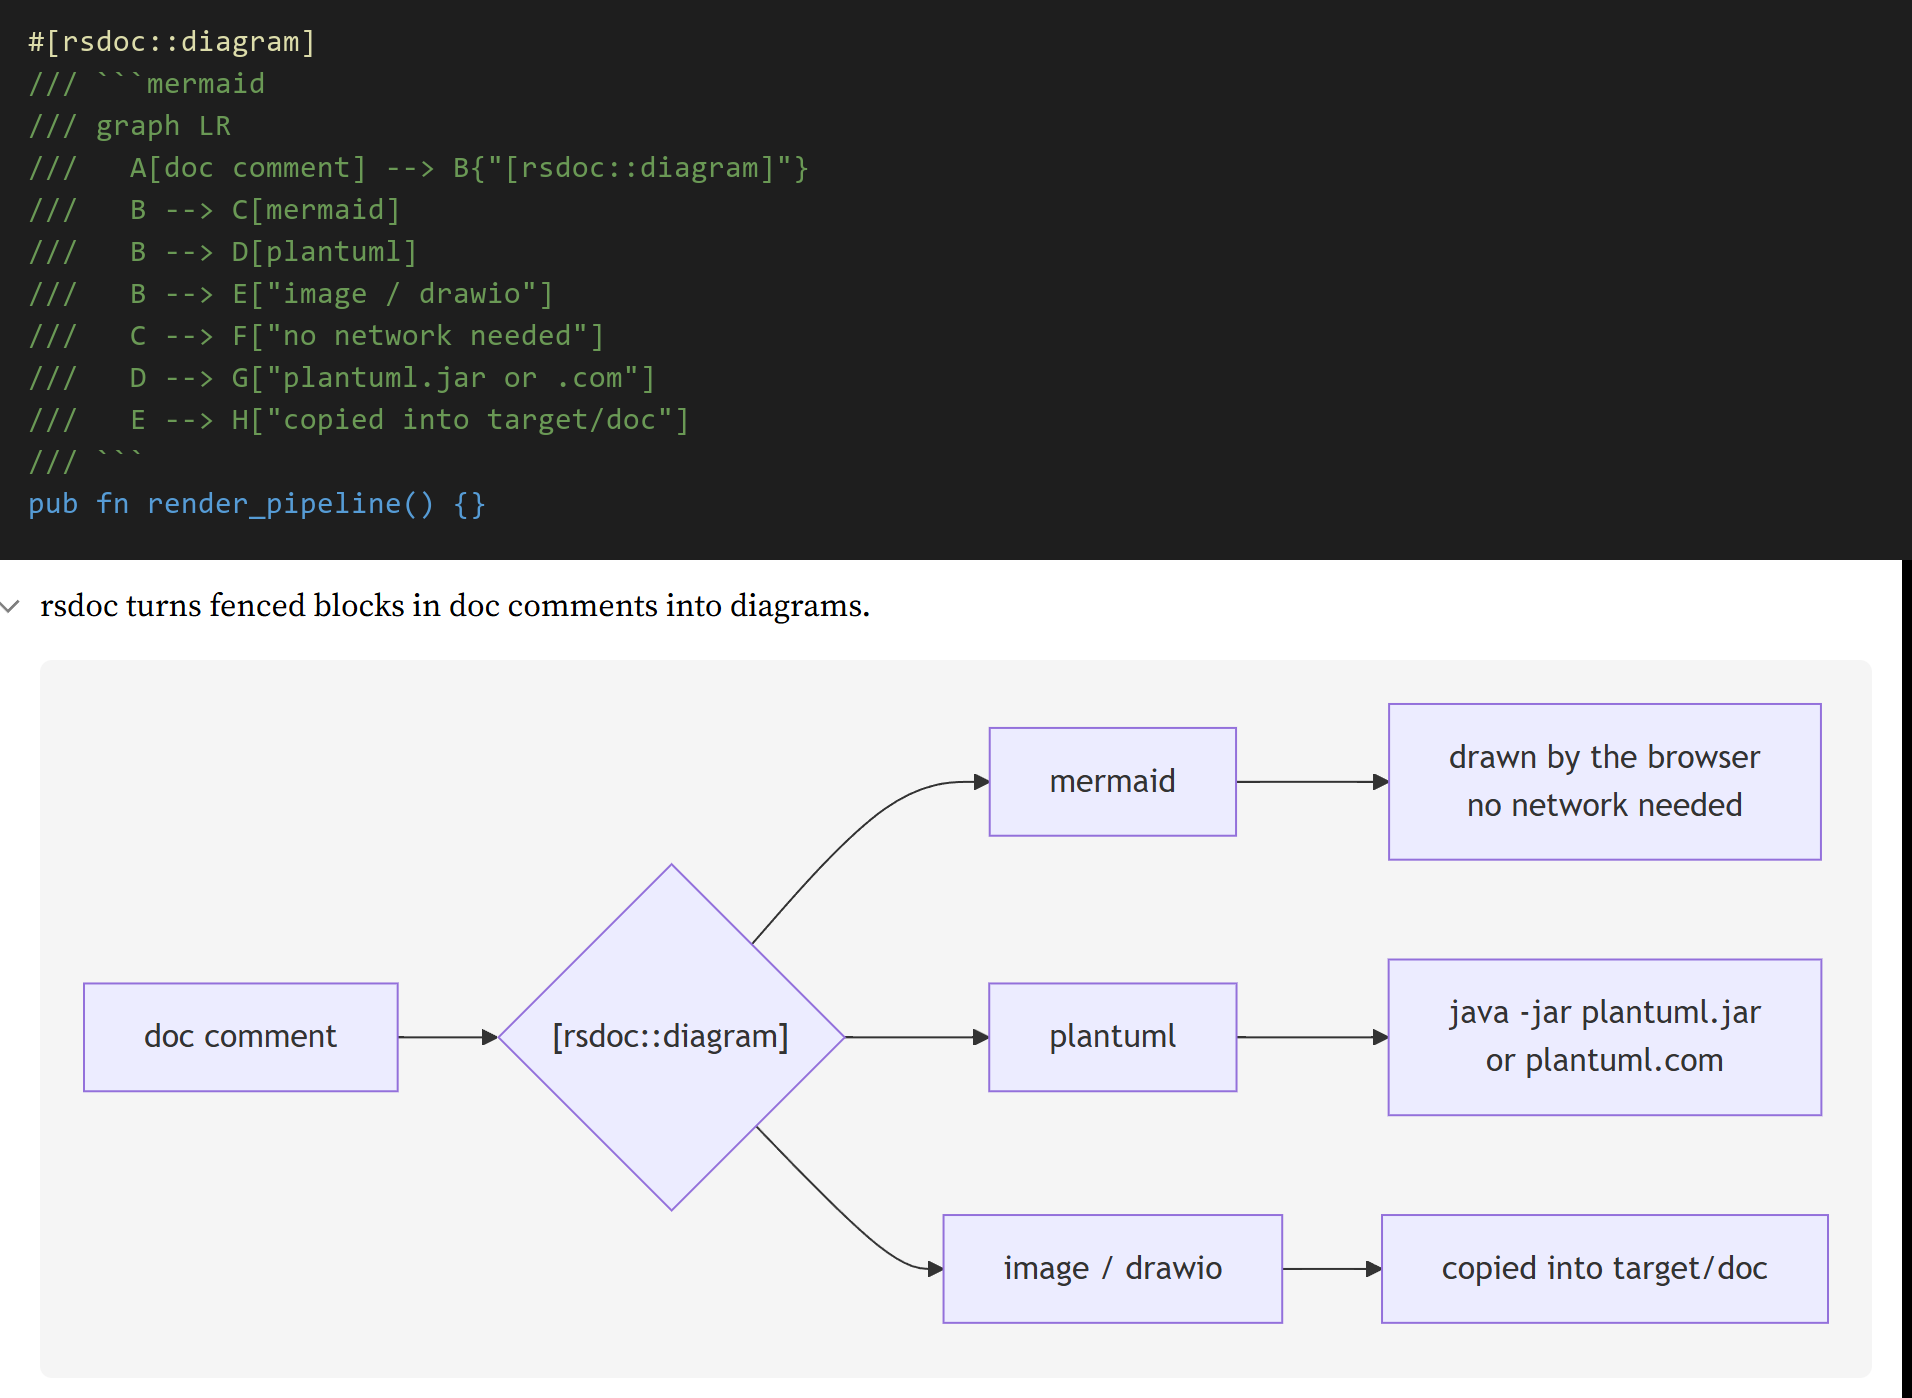 #[rsdoc::diagram]
/// ```mermaid
/// graph LR
///   A[doc comment] --> B{"[rsdoc::diagram]"}
///   B --> C[mermaid]
///   B --> D[plantuml]
///   B --> E["image / drawio"]
///   C --> F["no network needed"]
///   D --> G["plantuml.jar or .com"]
///   E --> H["copied into target/doc"]
/// ```
pub fn render_pipeline() {}
rsdoc turns fenced blocks in doc comments into diagrams.
doc comment
[rsdoc::diagram]
mermaid
drawn by the browser
no network needed
plantuml
java -jar plantuml.jar
or plantuml.com
image / drawio
copied into target/doc